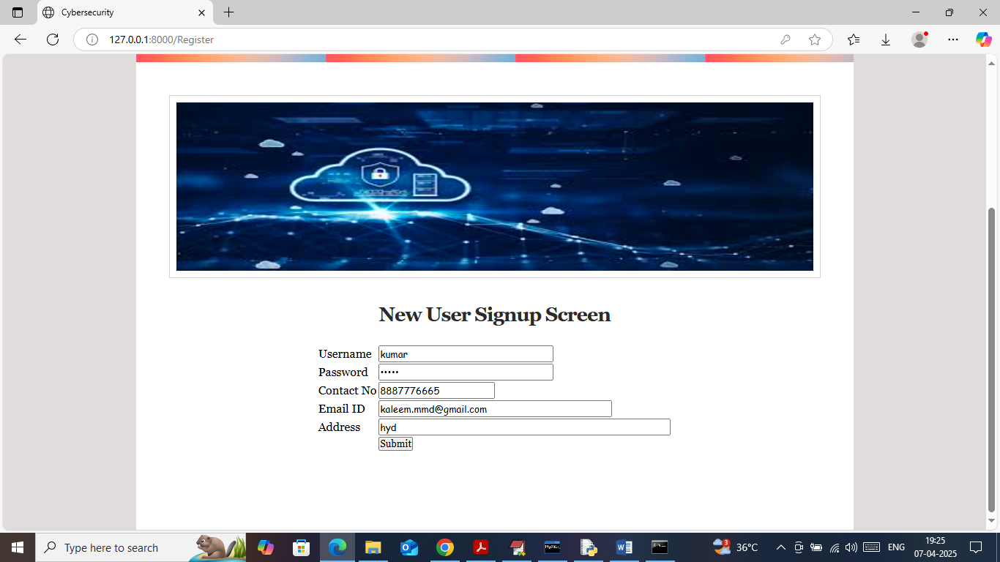 Cybersecurity
127.0.0.1:8000/Register
New User Signup Screen
Username kumar
Password •••••
Contact No 8887776665
Email ID kaleem.mmd@gmail.com
Address hyd
Submit
Type here to search
3
36°C
ENG
19:25
07-04-2025